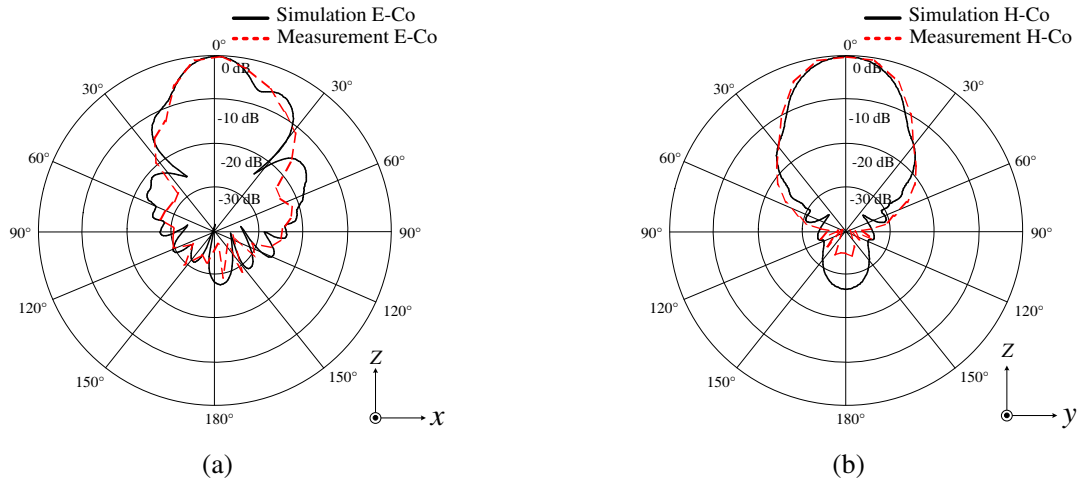 Simulation E-Co
Measurement E-Co
0°
0 dB
30°
30°
-10 dB
60°
60°
-20 dB
-30 dB
90°
90°
120°
120°
150°
150°
180°
Z
x
(a)
Simulation H-Co
Measurement H-Co
0°
0 dB
30°
30°
-10 dB
60°
60°
-20 dB
-30 dB
90°
90°
120°
120°
150°
150°
180°
Z
y
(b)